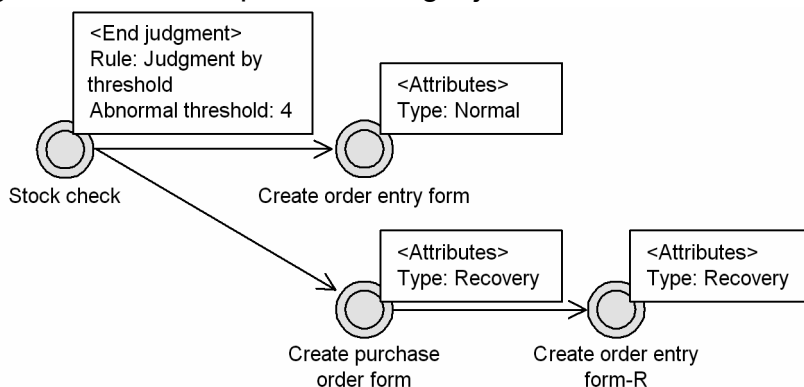 <End judgment>
Rule: Judgment by
threshold
Abnormal threshold: 4
<Attributes>
Type: Normal
Stock check
Create order entry form
<Attributes>
Type: Recovery
<Attributes>
Type: Recovery
Create purchase
order form
Create order entry
form-R